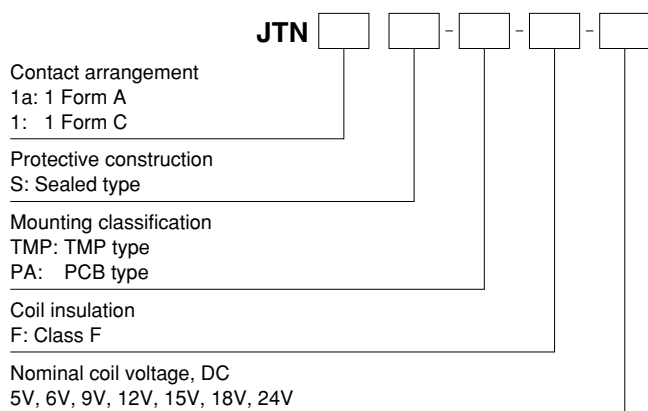 JTN - - -
Contact arrangement
1a: 1 Form A
1: 1 Form C
Protective construction
S: Sealed type
Mounting classification
TMP: TMP type
PA: PCB type
Coil insulation
F: Class F
Nominal coil voltage, DC
5V, 6V, 9V, 12V, 15V, 18V, 24V